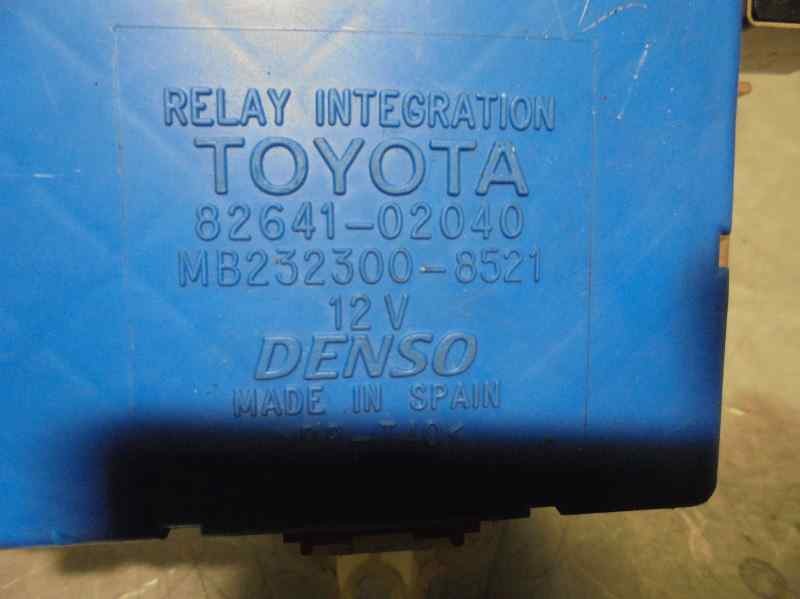 RELAY INTEGRATION
TOYOTA
82641-02040
MB232300-8521
12V
DENSO
MADE IN SPAIN